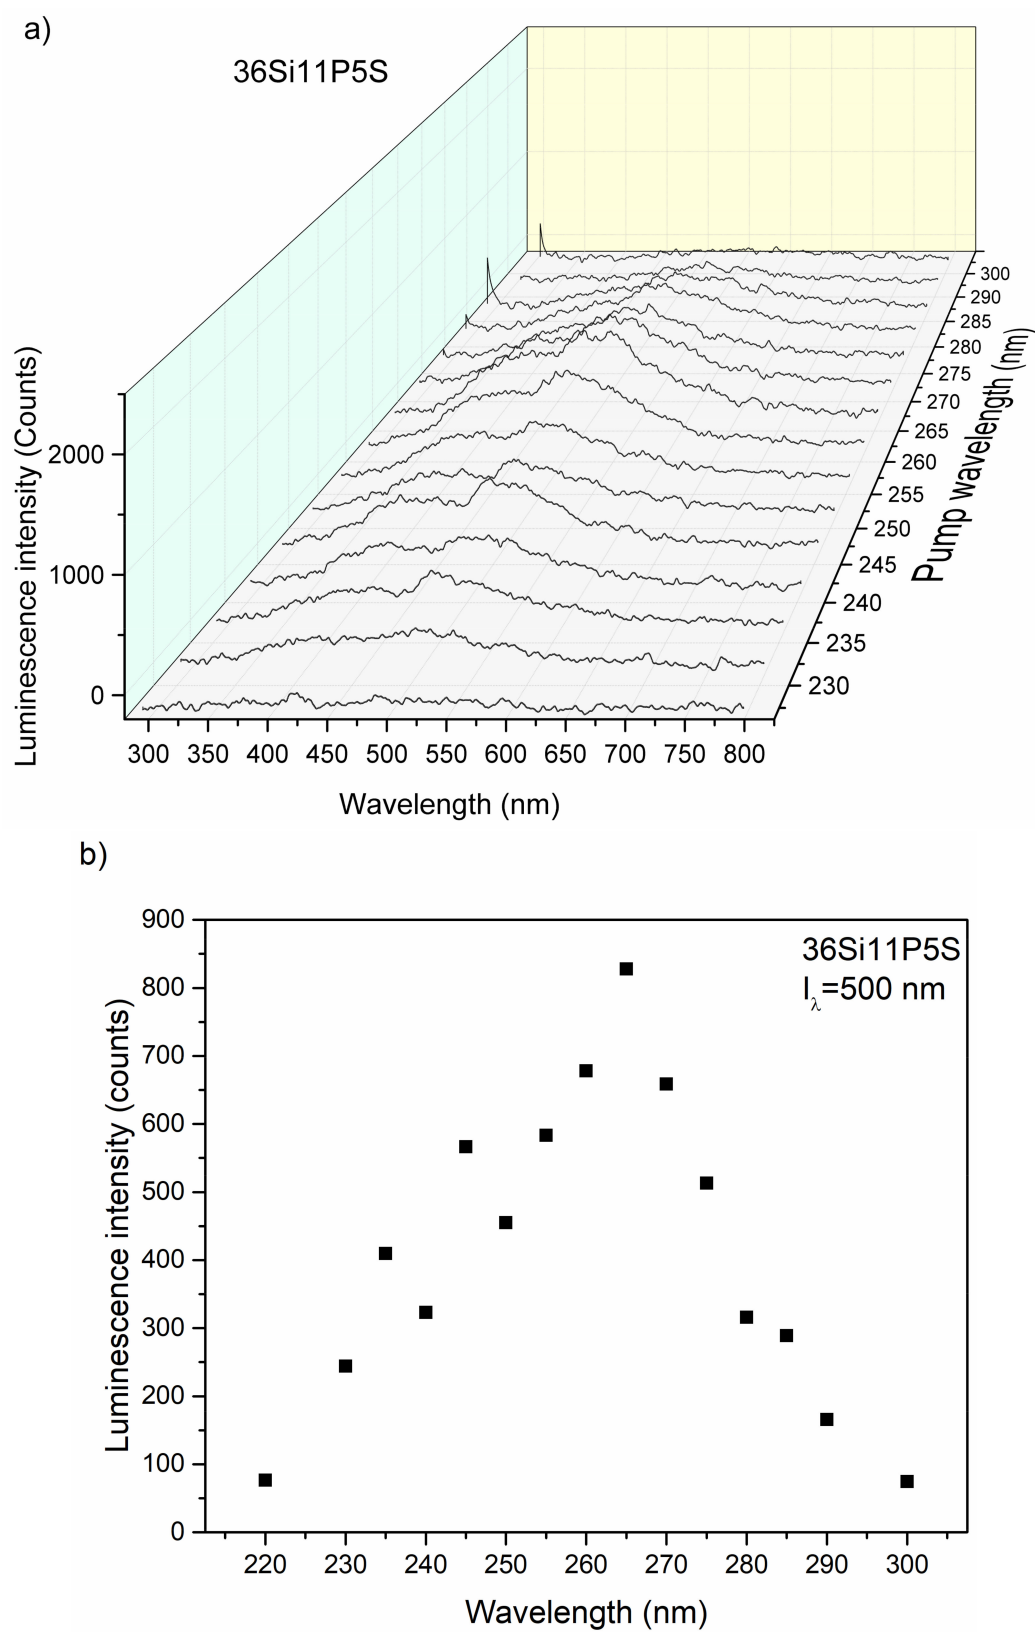 a)
36Si11P5S
Luminescence intensity (Counts)
2000
1000
0
300 350 400 450 500 550 600 650 700 750 800
Wavelength (nm)
300
290
285
280
275
270
265
260
255
250
245
240
235
230
Pump wavelength (nm)
b)
36Si11P5S
Iλ=500 nm
Luminescence intensity (counts)
900
800
700
600
500
400
300
200
100
0
220 230 240 250 260 270 280 290 300
Wavelength (nm)